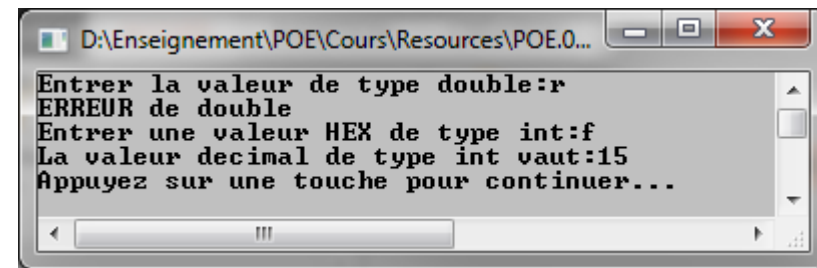 D:\Enseignement\POE\Cours\Resources\POE.0...
Entrer la valeur de type double:r
ERREUR de double
Entrer une valeur HEX de type int:f
La valeur decimal de type int vaut:15
Appuyez sur une touche pour continuer...